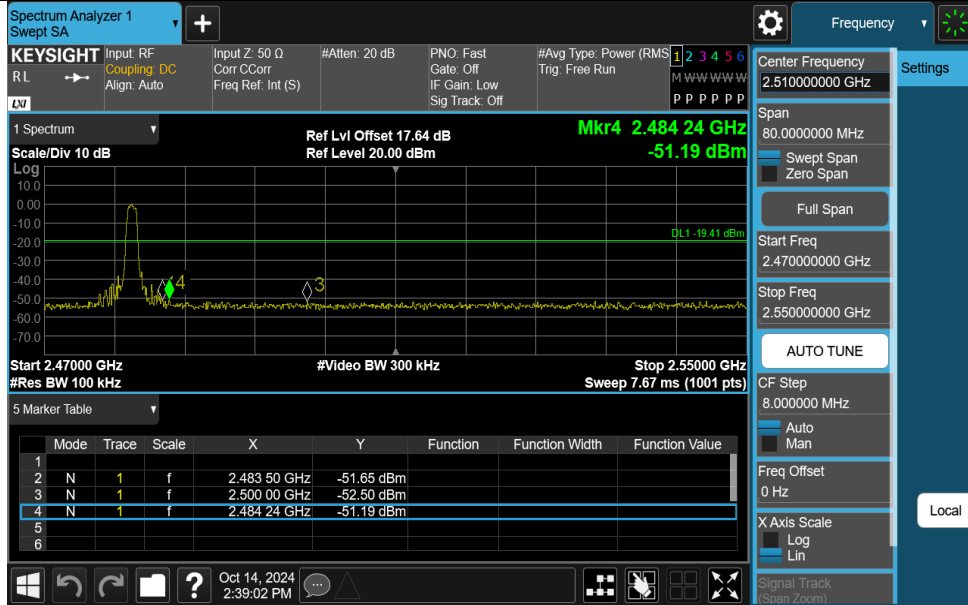 Spectrum Analyzer 1
Swept SA
Frequency
KEYSIGHT
R L
LXI
Input: RF
Coupling: DC
Align: Auto
Input Z: 50 Ω
Corr CCorr
Freq Ref: Int (S)
#Atten: 20 dB
PNO: Fast
Gate: Off
IF Gain: Low
Sig Track: Off
#Avg Type: Power (RMS
Trig: Free Run
1 2 3 4 5 6
M W W W W W
P P P P P P
Center Frequency
2.510000000 GHz
Settings
Span
80.0000000 MHz
Swept Span
Zero Span
Full Span
Start Freq
2.470000000 GHz
Stop Freq
2.550000000 GHz
AUTO TUNE
CF Step
8.000000 MHz
Auto
Man
Freq Offset
0 Hz
X Axis Scale
Log
Lin
Signal Track
(Span Zoom)
Local
1 Spectrum
Scale/Div 10 dB
Ref Lvl Offset 17.64 dB
Ref Level 20.00 dBm
Mkr4 2.484 24 GHz
-51.19 dBm
Log
10.0
0.00
-10.0
-20.0
-30.0
-40.0
-50.0
-60.0
-70.0
DL1 -19.41 dBm
4
3
Start 2.47000 GHz
#Video BW 300 kHz
Stop 2.55000 GHz
#Res BW 100 kHz
Sweep 7.67 ms (1001 pts)
5 Marker Table
Mode Trace Scale X Y Function Function Width Function Value
1
2 N 1 f 2.483 50 GHz -51.65 dBm
3 N 1 f 2.500 00 GHz -52.50 dBm
4 N 1 f 2.484 24 GHz -51.19 dBm
5
6
?
Oct 14, 2024
2:39:02 PM